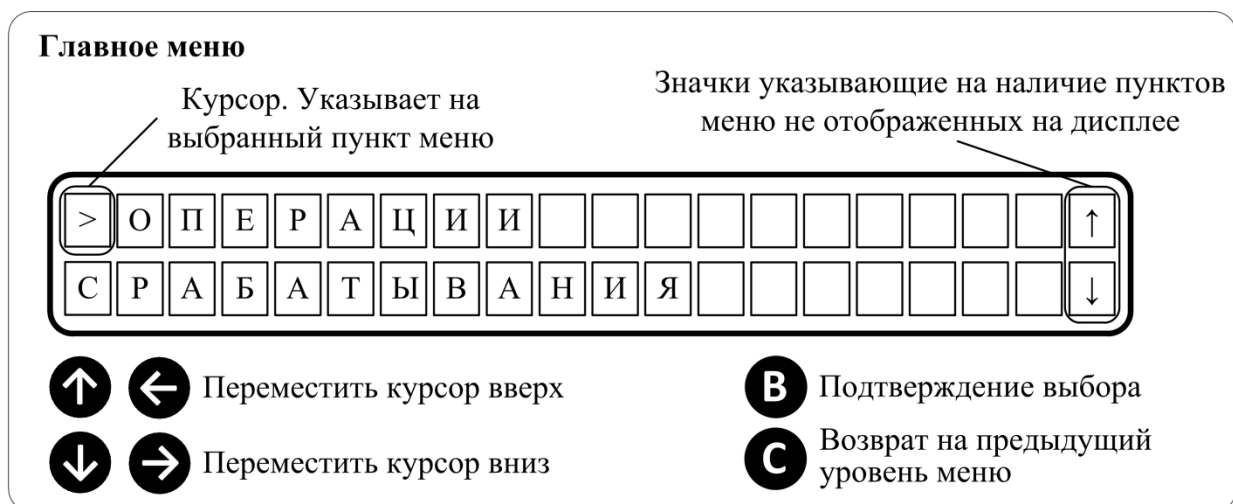 Главное меню
Курсор. Указывает на
выбранный пункт меню
Значки указывающие на наличие пунктов
меню не отображенных на дисплее
>ОПЕРАЦИИ ↑
СРАБАТЫВАНИЯ ↓
↑ ← Переместить курсор вверх
B Подтверждение выбора
↓ → Переместить курсор вниз
C Возврат на предыдущий
уровень меню